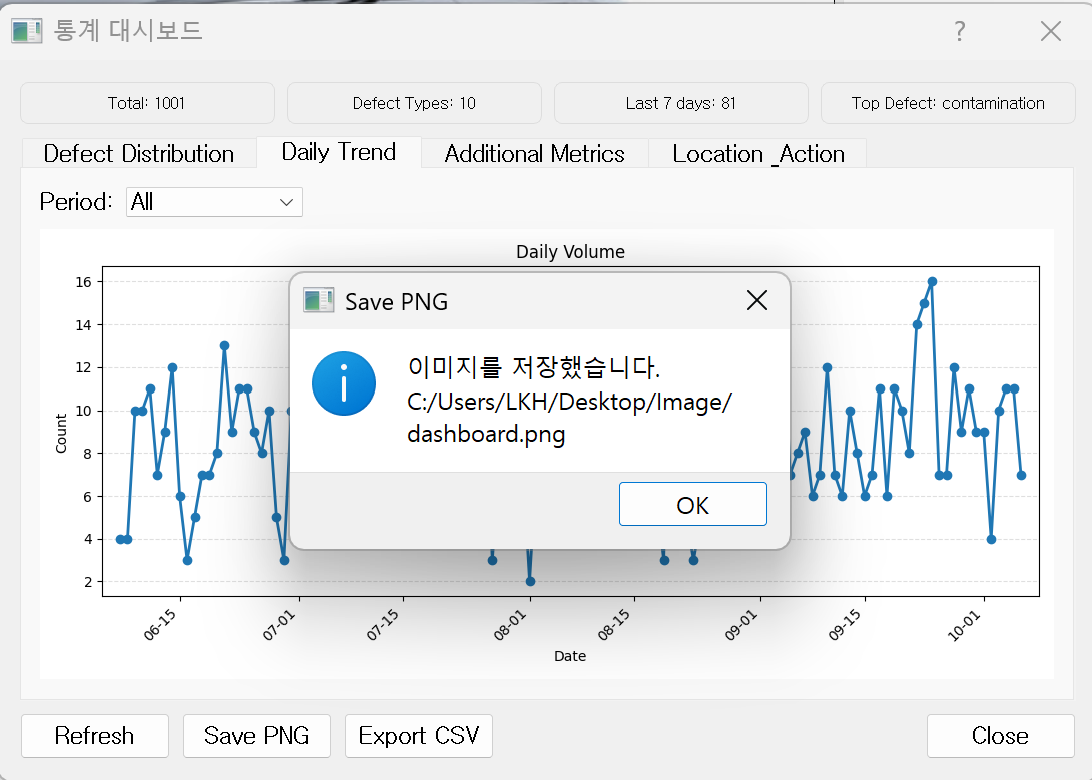 통계 대시보드
?
Total: 1001
Defect Types: 10
Last 7 days: 81
Top Defect: contamination
Defect Distribution
Daily Trend
Additional Metrics
Location _Action
Period:
All
Daily Volume
16
14
12
10
8
6
4
2
Count
Save PNG
이미지를 저장했습니다.
C:/Users/LKH/Desktop/Image/
dashboard.png
OK
06-15
07-01
07-15
08-01
08-15
09-01
09-15
10-01
Date
Refresh
Save PNG
Export CSV
Close